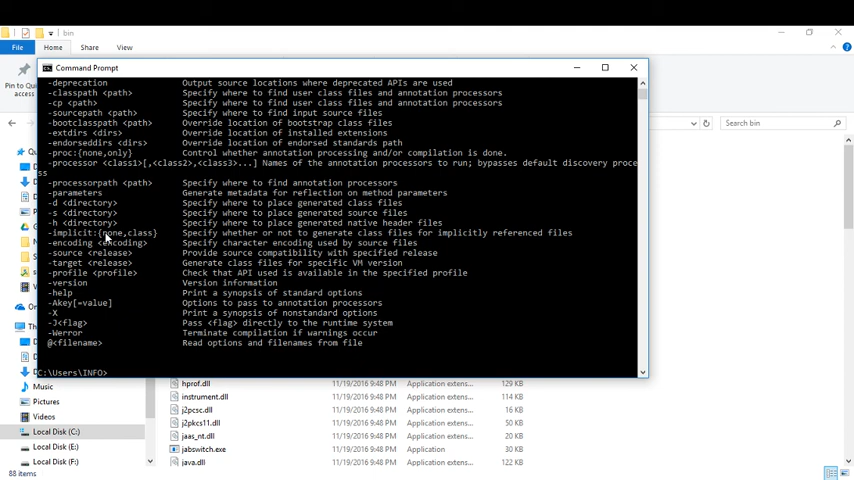 bin
File Home Share View
Command Prompt
-deprecation Output source locations where deprecated APIs are used
-classpath <path> Specify where to find user class files and annotation processors
-cp <path> Specify where to find user class files and annotation processors
-sourcepath <path> Specify where to find input source files
-bootclasspath <path> Override location of bootstrap class files
-extdirs <dirs> Override location of installed extensions
-endorseddirs <dirs> Override location of endorsed standards path
-proc:{none,only} Control whether annotation processing and/or compilation is done.
-processor <class1>[,<class2>,<class3>...] Names of the annotation processors to run; bypasses default discovery proce
ss
-processorpath <path> Specify where to find annotation processors
-parameters Generate metadata for reflection on method parameters
-d <directory> Specify where to place generated class files
-s <directory> Specify where to place generated source files
-h <directory> Specify where to place generated native header files
-implicit:{none,class} Specify whether or not to generate class files for implicitly referenced files
-encoding <encoding> Specify character encoding used by source files
-source <release> Provide source compatibility with specified release
-target <release> Generate class files for specific VM version
-profile <profile> Check that API used is available in the specified profile
-version Version information
-help Print a synopsis of standard options
-Akey[=value] Options to pass to annotation processors
-X Print a synopsis of nonstandard options
-J<flag> Pass <flag> directly to the runtime system
-Werror Terminate compilation if warnings occur
@<filename> Read options and filenames from file
C:\Users\INFO>
Pin to Qu
access
Search bin
Music
Pictures
Videos
Local Disk (C:)
Local Disk (E:)
Local Disk (F:)
hprof.dll 11/19/2016 9:48 PM Application extens... 129 KB
instrument.dll 11/19/2016 9:48 PM Application extens... 114 KB
j2pcsc.dll 11/19/2016 9:48 PM Application extens... 16 KB
j2pkcs11.dll 11/19/2016 9:48 PM Application extens... 50 KB
jaas_nt.dll 11/19/2016 9:48 PM Application extens... 20 KB
jabswitch.exe 11/19/2016 9:48 PM Application 30 KB
java.dll 11/19/2016 9:48 PM Application extens... 123 KB
88 items